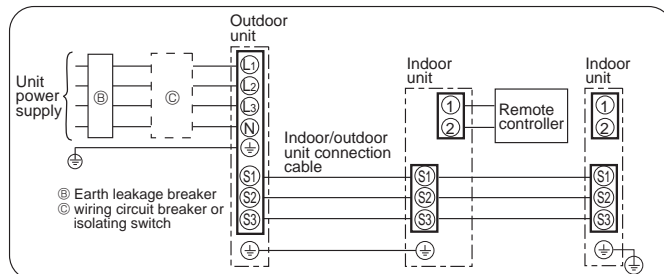 Outdoor
unit
Unit
power
supply
Ⓑ
Ⓒ
L1
L2
L3
N
S1
S2
S3
Ⓑ Earth leakage breaker
Ⓒ wiring circuit breaker or
isolating switch
Indoor/outdoor
unit connection
cable
Indoor
unit
1
2
Remote
controller
S1
S2
S3
Indoor
unit
1
2
S1
S2
S3